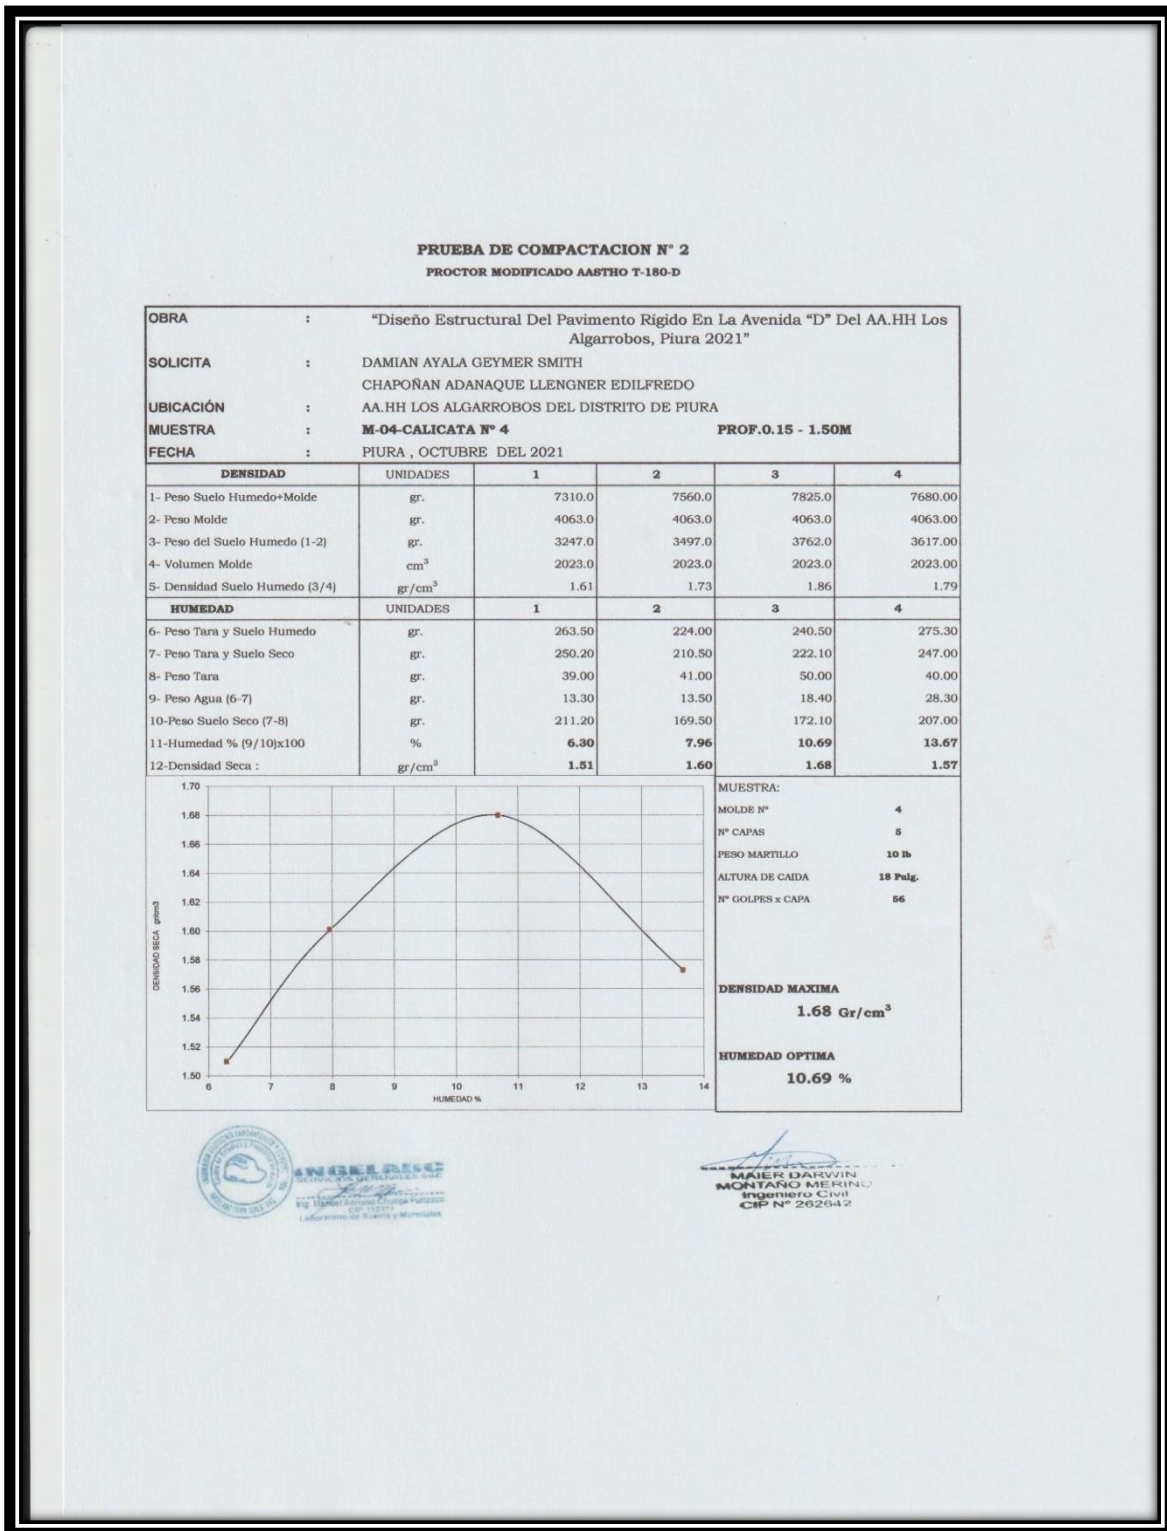 PRUEBA DE COMPACTACION N° 2
PROCTOR MODIFICADO AASTHO T-180-D
OBRA : "Diseño Estructural Del Pavimento Rígido En La Avenida "D" Del AA.HH Los
Algarrobos, Piura 2021"
SOLICITA : DAMIAN AYALA GEYMER SMITH
CHAPOÑAN ADANAQUE LLENGNER EDILFREDO
UBICACIÓN : AA.HH LOS ALGARROBOS DEL DISTRITO DE PIURA
MUESTRA : M-04-CALICATA Nº 4 PROF.0.15 - 1.50M
FECHA : PIURA , OCTUBRE DEL 2021
DENSIDAD UNIDADES 1 2 3 4
1- Peso Suelo Humedo+Molde gr. 7310.0 7560.0 7825.0 7680.00
2- Peso Molde gr. 4063.0 4063.0 4063.0 4063.00
3- Peso del Suelo Humedo (1-2) gr. 3247.0 3497.0 3762.0 3617.00
4- Volumen Molde cm³ 2023.0 2023.0 2023.0 2023.00
5- Densidad Suelo Humedo (3/4) gr/cm³ 1.61 1.73 1.86 1.79
HUMEDAD UNIDADES 1 2 3 4
6- Peso Tara y Suelo Humedo gr. 263.50 224.00 240.50 275.30
7- Peso Tara y Suelo Seco gr. 250.20 210.50 222.10 247.00
8- Peso Tara gr. 39.00 41.00 50.00 40.00
9- Peso Agua (6-7) gr. 13.30 13.50 18.40 28.30
10-Peso Suelo Seco (7-8) gr. 211.20 169.50 172.10 207.00
11-Humedad % (9/10)x100 % 6.30 7.96 10.69 13.67
12-Densidad Seca : gr/cm³ 1.51 1.60 1.68 1.57
1.70
1.68
1.66
1.64
1.62
1.60
1.58
1.56
1.54
1.52
1.50
DENSIDAD SECA gr/cm3
6 7 8 9 10 11 12 13 14
HUMEDAD %
MUESTRA:
MOLDE Nº 4
Nº CAPAS 5
PESO MARTILLO 10 lb
ALTURA DE CAIDA 18 Pulg.
Nº GOLPES x CAPA 56
DENSIDAD MAXIMA
1.68 Gr/cm³
HUMEDAD OPTIMA
10.69 %
INGELABC
SERVICIOS GENERALES SAC
Laboratorio de Suelos y Materiales
MAIER DARWIN
MONTAÑO MERINO
Ingeniero Civil
CIP Nº 262642